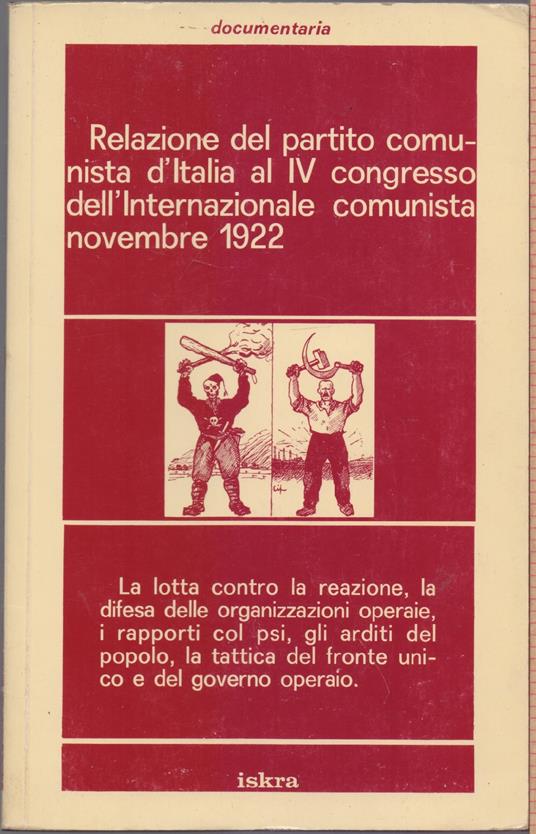 documentaria
Relazione del partito comu-
nista d'Italia al IV congresso
dell'Internazionale comunista
novembre 1922
La lotta contro la reazione, la
difesa delle organizzazioni operaie,
i rapporti col psi, gli arditi del
popolo, la tattica del fronte uni-
co e del governo operaio.
iskra